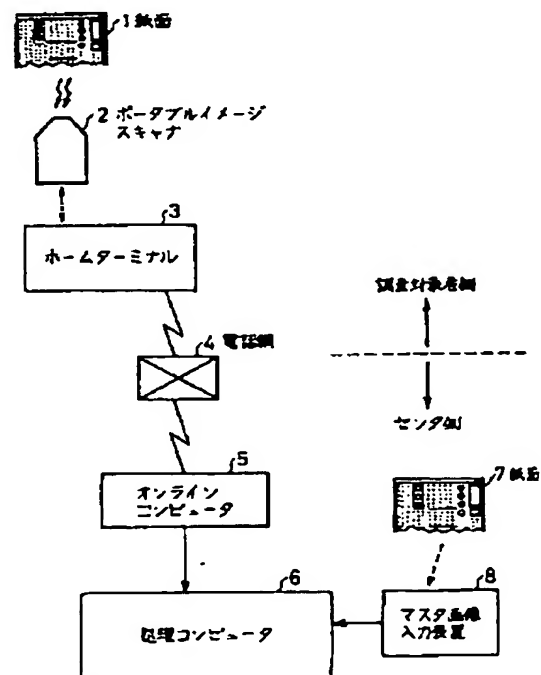 1 紙面
2 ポータブルイメージ
スキャナ
3
ホームターミナル
調査対象者側
4 電話網
センタ側
5
オンライン
コンピュータ
7 紙面
6
処理コンピュータ
8
マスタ画像
入力装置